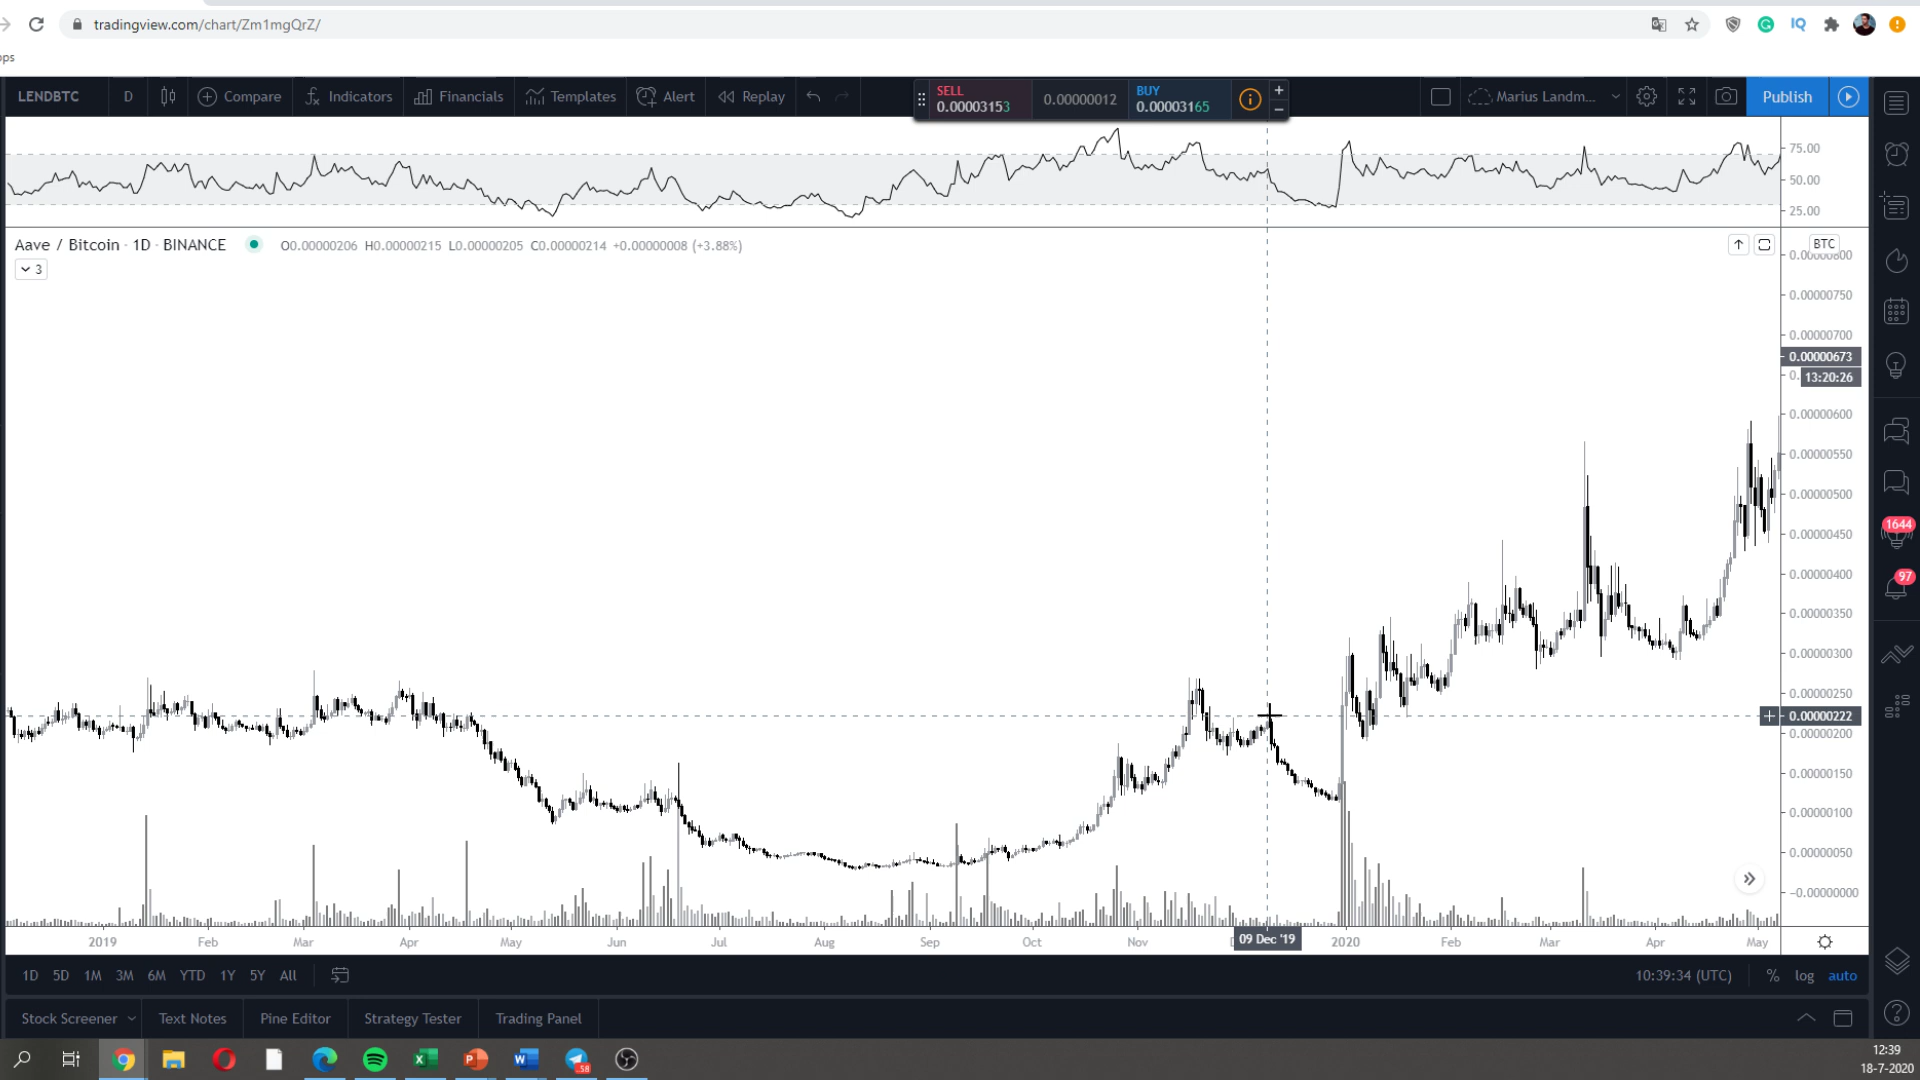 tradingview.com/chart/Zm1mgQrZ/
ps
IQ
LENDBTC D Compare Indicators Financials Templates Alert Replay
SELL
0.00003153
0.00000012
BUY
0.00003165
Marius Landm... Publish
75.00
50.00
25.00
Aave / Bitcoin · 1D · BINANCE O0.00000206 H0.00000215 L0.00000205 C0.00000214 +0.00000008 (+3.88%)
3
BTC
0.00000800
0.00000750
0.00000700
0.00000673
13:20:26
0.00000600
0.00000550
0.00000500
0.00000450
0.00000400
0.00000350
0.00000300
0.00000250
0.00000222
0.00000200
0.00000150
0.00000100
0.00000050
−0.00000000
1644
97
2019 Feb Mar Apr May Jun Jul Aug Sep Oct Nov 09 Dec '19 2020 Feb Mar Apr May
1D 5D 1M 3M 6M YTD 1Y 5Y All 10:39:34 (UTC) % log auto
Stock Screener Text Notes Pine Editor Strategy Tester Trading Panel
58
12:39
18-7-2020